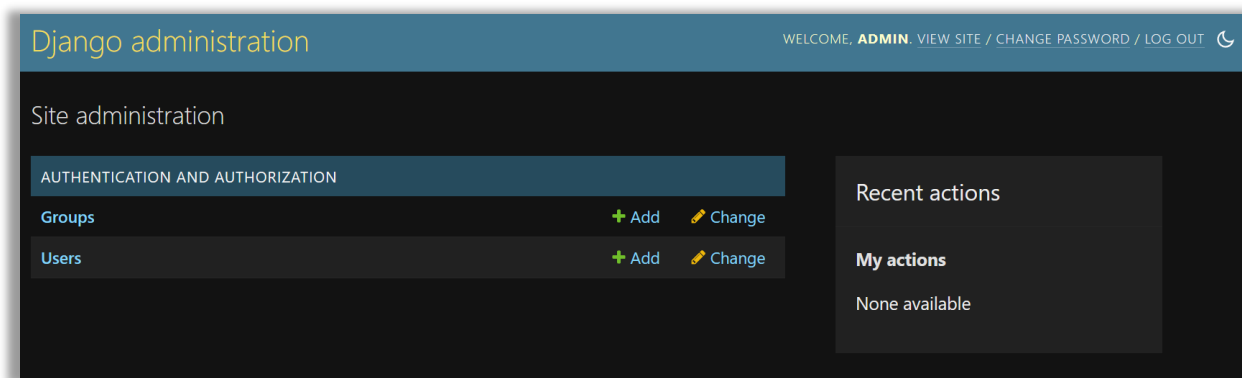 Django administration
WELCOME, ADMIN. VIEW SITE / CHANGE PASSWORD / LOG OUT
Site administration
AUTHENTICATION AND AUTHORIZATION
Groups Add Change
Users Add Change
Recent actions
My actions
None available